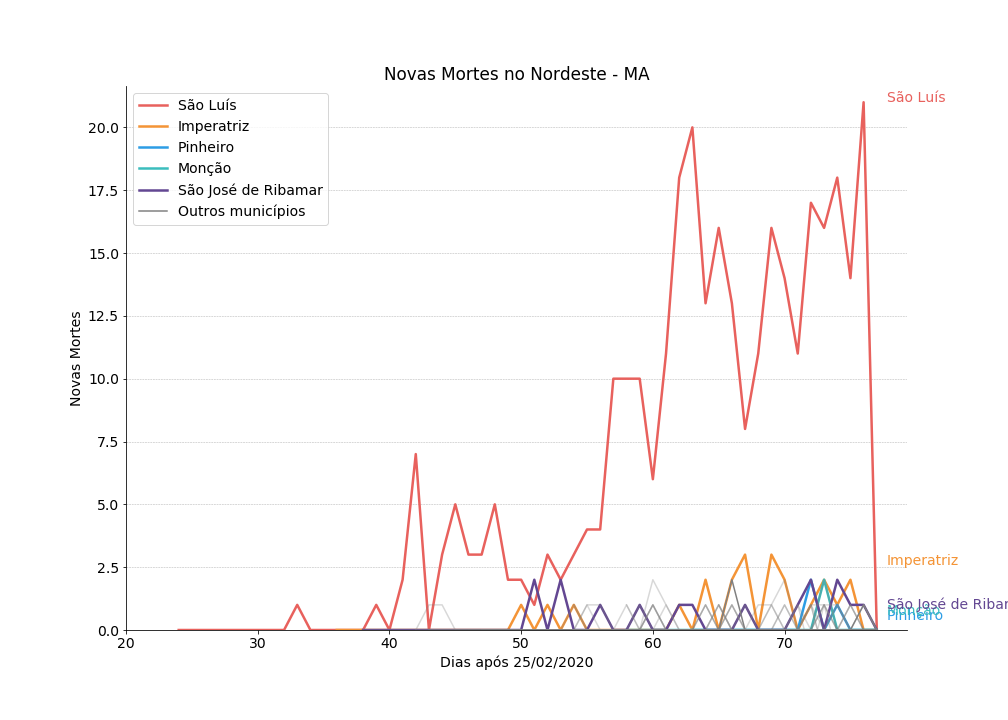 Novas Mortes no Nordeste - MA
São Luís
Imperatriz
Pinheiro
Monção
São José de Ribamar
Outros municípios
Novas Mortes
20.0
17.5
15.0
12.5
10.0
7.5
5.0
2.5
0.0
20
30
40
50
60
70
Dias após 25/02/2020
São Luís
Imperatriz
São José de Ribamar
Monção
Pinheiro